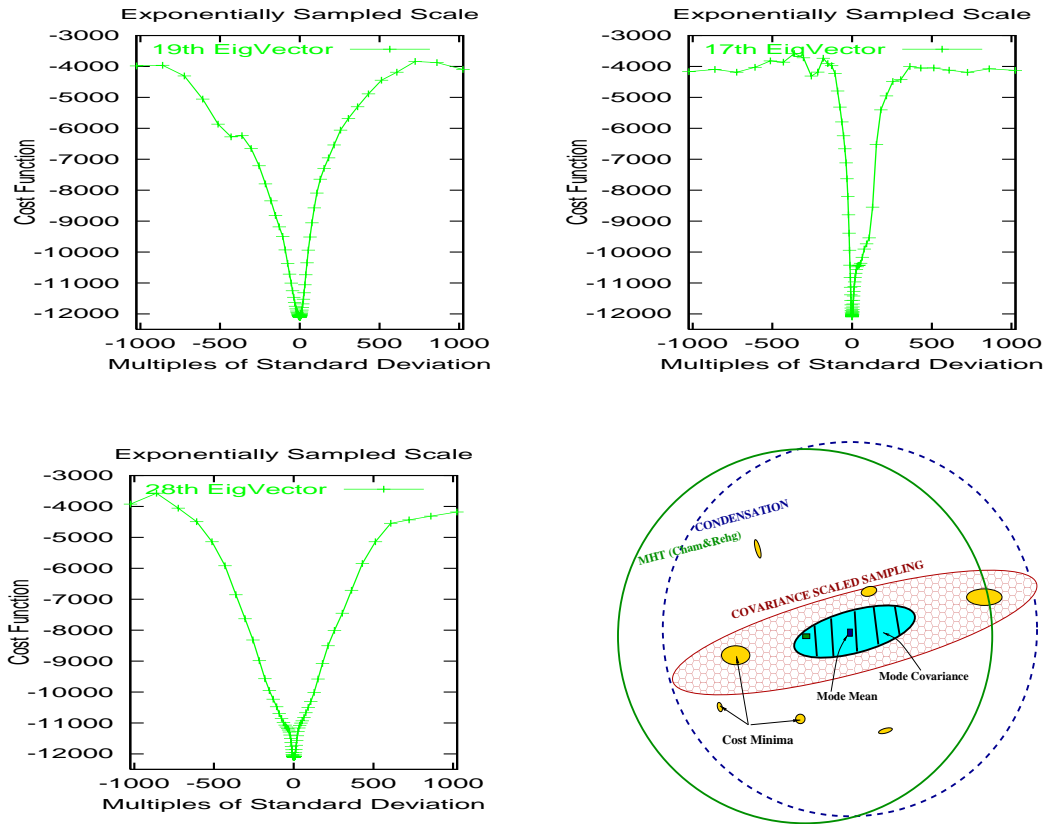 Exponentially Sampled Scale
-3000
-4000
-5000
-6000
-7000
-8000
-9000
-10000
-11000
-12000
Cost Function
19th EigVector
-1000 -500 0 500 1000
Multiples of Standard Deviation
Exponentially Sampled Scale
-3000
-4000
-5000
-6000
-7000
-8000
-9000
-10000
-11000
-12000
Cost Function
17th EigVector
-1000 -500 0 500 1000
Multiples of Standard Deviation
Exponentially Sampled Scale
-3000
-4000
-5000
-6000
-7000
-8000
-9000
-10000
-11000
-12000
Cost Function
28th EigVector
-1000 -500 0 500 1000
Multiples of Standard Deviation
CONDENSATION
MHT (Cham&Rehg)
COVARIANCE SCALED SAMPLING
Mode Covariance
Mode Mean
Cost Minima